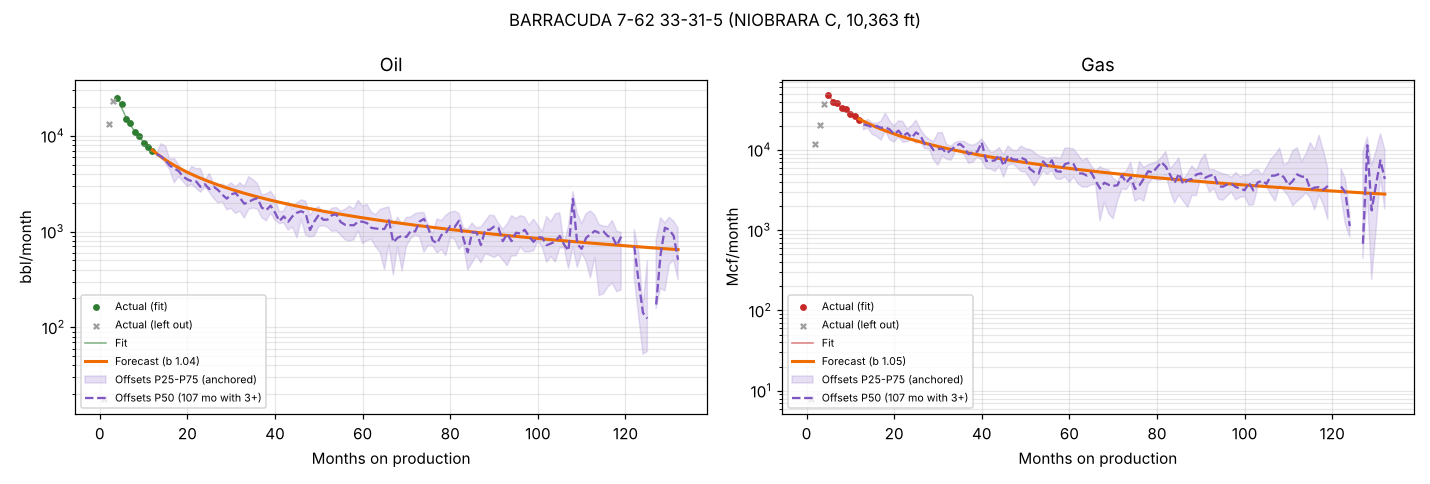 BARRACUDA 7-62 33-31-5 (NIOBRARA C, 10,363 ft)
Oil
bbl/month
10^4
10^3
10^2
Actual (fit)
Actual (left out)
Fit
Forecast (b 1.04)
Offsets P25-P75 (anchored)
Offsets P50 (107 mo with 3+)
0 20 40 60 80 100 120
Months on production
Gas
Mcf/month
10^4
10^3
10^2
10^1
Actual (fit)
Actual (left out)
Fit
Forecast (b 1.05)
Offsets P25-P75 (anchored)
Offsets P50 (107 mo with 3+)
0 20 40 60 80 100 120
Months on production